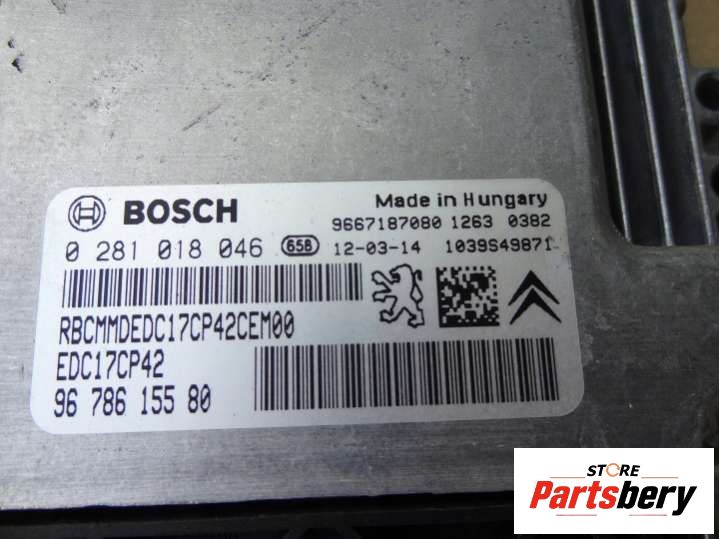 BOSCH
Made in Hungary
9667187080 1263 0382
0 281 018 046 658 12-03-14 1039S49871
RBCMMDEDC17CP42CEM00
EDC17CP42
96 786 155 80
STORE
Partsbery